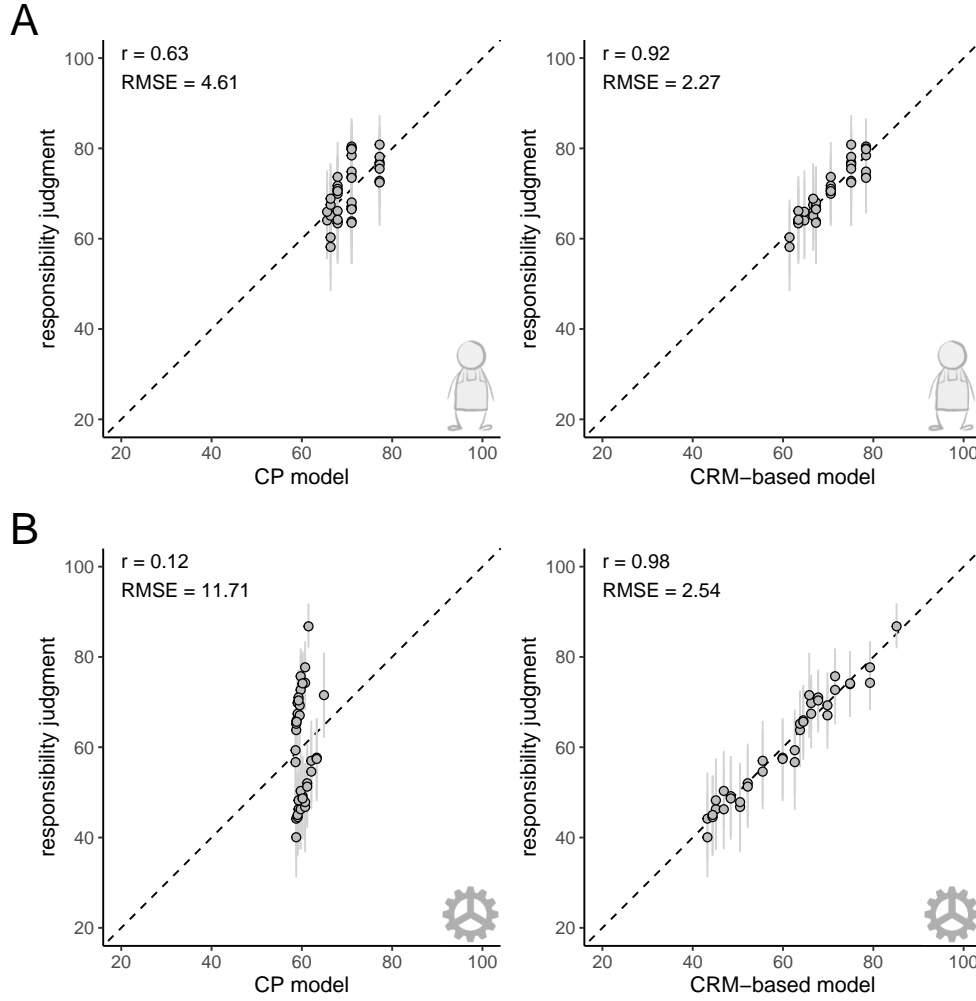 A
r = 0.63
RMSE = 4.61
100
80
60
40
20
responsibility judgment
20 40 60 80 100
CP model
r = 0.92
RMSE = 2.27
100
80
60
40
20
responsibility judgment
20 40 60 80 100
CRM−based model
B
r = 0.12
RMSE = 11.71
100
80
60
40
20
responsibility judgment
20 40 60 80 100
CP model
r = 0.98
RMSE = 2.54
100
80
60
40
20
responsibility judgment
20 40 60 80 100
CRM−based model